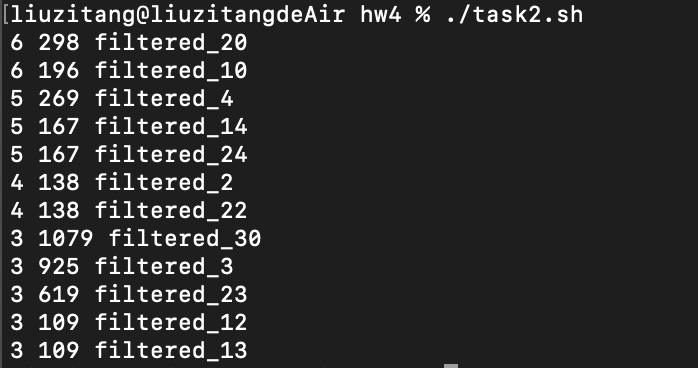 [liuzitang@liuzitangdeAir hw4 % ./task2.sh
6 298 filtered_20
6 196 filtered_10
5 269 filtered_4
5 167 filtered_14
5 167 filtered_24
4 138 filtered_2
4 138 filtered_22
3 1079 filtered_30
3 925 filtered_3
3 619 filtered_23
3 109 filtered_12
3 109 filtered_13